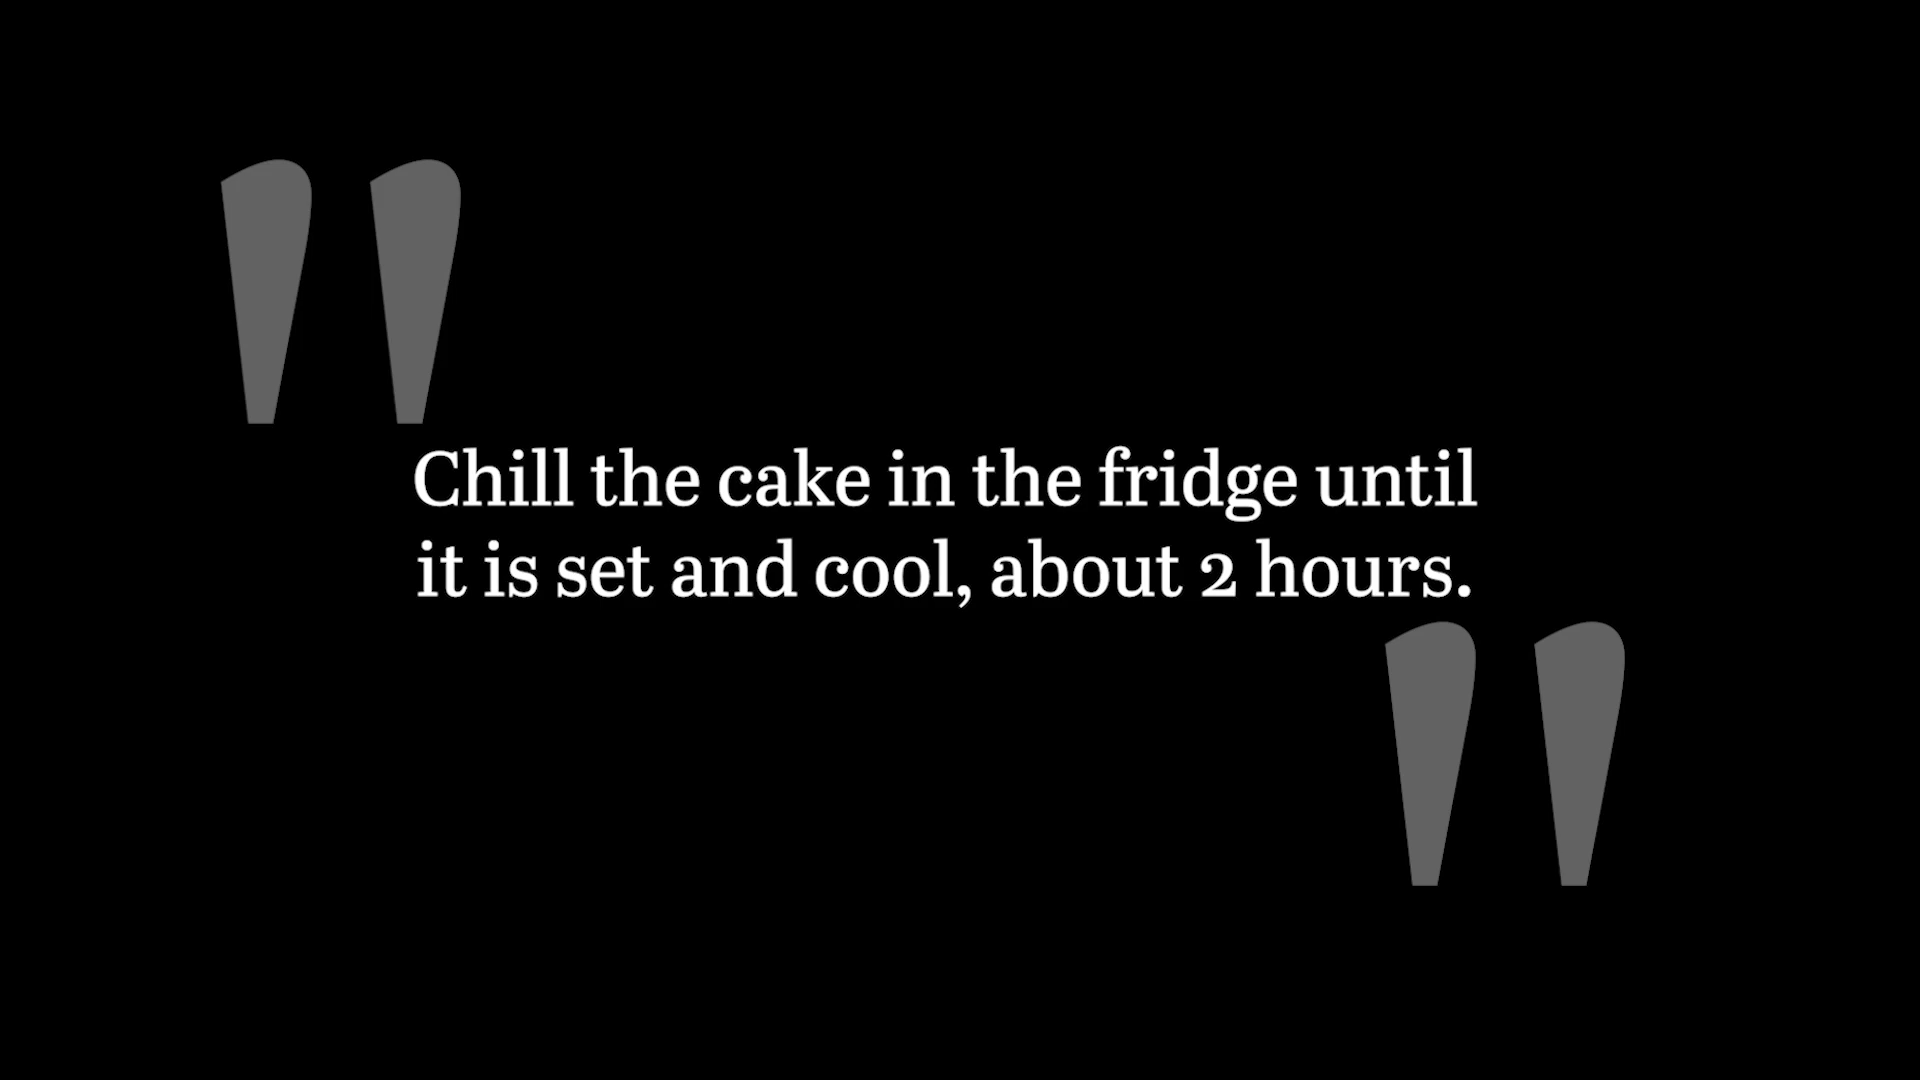 "
Chill the cake in the fridge until
it is set and cool, about 2 hours.
"